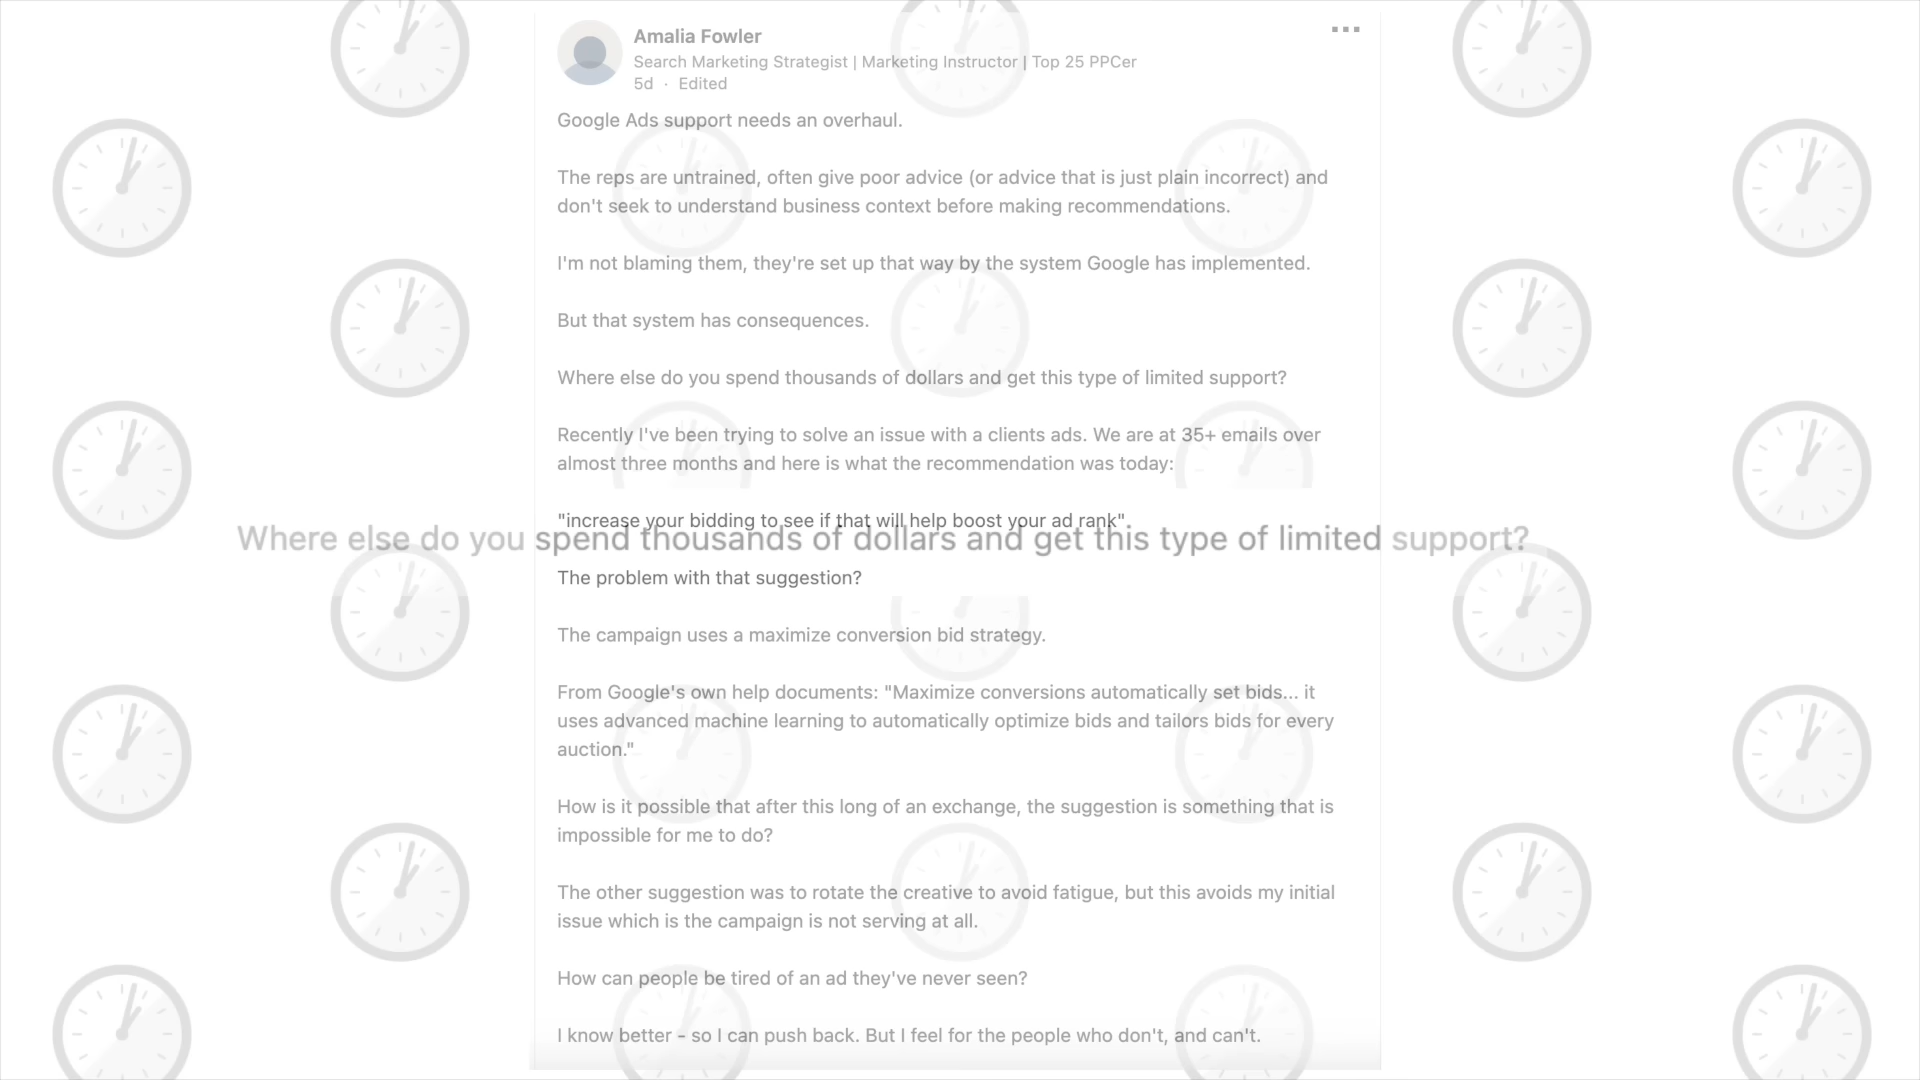 Amalia Fowler
Search Marketing Strategist | Marketing Instructor | Top 25 PPCer
5d · Edited
Google Ads support needs an overhaul.
The reps are untrained, often give poor advice (or advice that is just plain incorrect) and
don't seek to understand business context before making recommendations.
I'm not blaming them, they're set up that way by the system Google has implemented.
But that system has consequences.
Where else do you spend thousands of dollars and get this type of limited support?
Recently I've been trying to solve an issue with a clients ads. We are at 35+ emails over
almost three months and here is what the recommendation was today:
"increase your bidding to see if that will help boost your ad rank"
Where else do you spend thousands of dollars and get this type of limited support?
The problem with that suggestion?
The campaign uses a maximize conversion bid strategy.
From Google's own help documents: "Maximize conversions automatically set bids... it
uses advanced machine learning to automatically optimize bids and tailors bids for every
auction."
How is it possible that after this long of an exchange, the suggestion is something that is
impossible for me to do?
The other suggestion was to rotate the creative to avoid fatigue, but this avoids my initial
issue which is the campaign is not serving at all.
How can people be tired of an ad they've never seen?
I know better - so I can push back. But I feel for the people who don't, and can't.